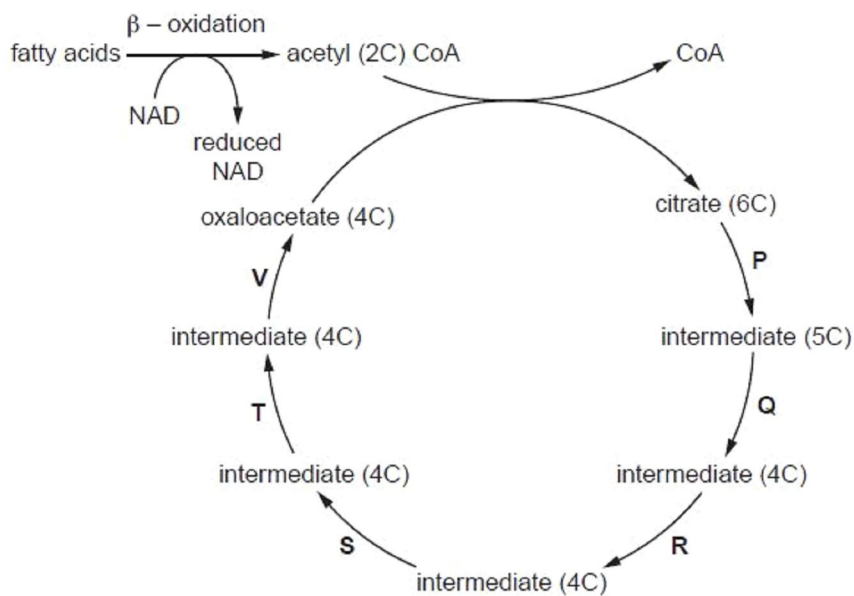 β – oxidation
fatty acids acetyl (2C) CoA CoA
NAD
reduced
NAD
citrate (6C)
oxaloacetate (4C)
P
V
intermediate (4C) intermediate (5C)
T Q
intermediate (4C) intermediate (4C)
S R
intermediate (4C)